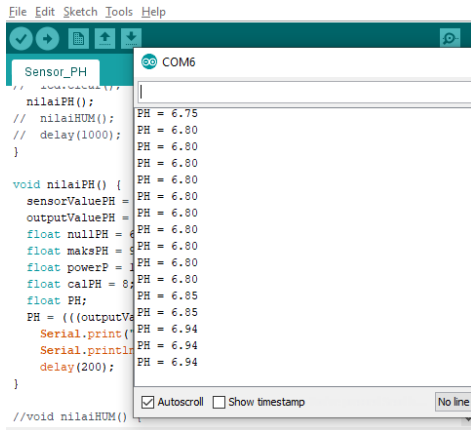 File Edit Sketch Tools Help
Sensor_PH
// lcd.clear();
nilaiPH();
// nilaiHUM();
// delay(1000);
}
void nilaiPH() {
sensorValuePH =
outputValuePH =
float nullPH = 6
float maksPH = 9
float powerP = 1
float calPH = 8;
float PH;
PH = (((outputVa
Serial.print("
Serial.println
delay(200);
}
//void nilaiHUM() {
COM6
PH = 6.75
PH = 6.80
PH = 6.80
PH = 6.80
PH = 6.80
PH = 6.80
PH = 6.80
PH = 6.80
PH = 6.80
PH = 6.80
PH = 6.80
PH = 6.85
PH = 6.85
PH = 6.94
PH = 6.94
PH = 6.94
Autoscroll Show timestamp
No line